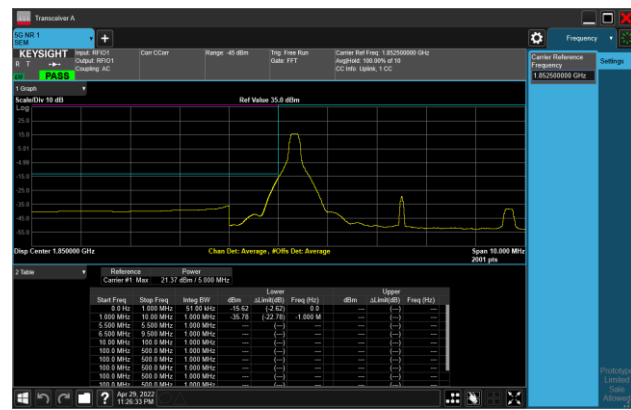 Transceiver A
5G NR 1
SEM
Frequency
KEYSIGHT
R T
PASS
Input: RFIO1
Output: RFIO1
Coupling: AC
Corr CCorr
Range: -45 dBm
Trig: Free Run
Gate: FFT
Carrier Ref Freq: 1.852500000 GHz
AvgHold: 100.00% of 10
CC Info: Uplink, 1 CC
Carrier Reference
Frequency
1.852500000 GHz
Settings
1 Graph
Scale/Div 10 dB
Ref Value 35.0 dBm
Log
25.0
15.0
5.01
-4.99
-15.0
-25.0
-35.0
-45.0
-55.0
Disp Center 1.850000 GHz
Chan Det: Average, #Offs Det: Average
Span 10.000 MHz
2001 pts
2 Table
Reference Power
Carrier #1 Max 21.37 dBm / 5.000 MHz
Lower Upper
Start Freq Stop Freq Integ BW dBm ΔLimit(dB) Freq (Hz) dBm ΔLimit(dB) Freq (Hz)
0.0 Hz 1.000 MHz 51.00 kHz -15.62 (-2.62) 0.0 --- (---) ---
1.000 MHz 10.00 MHz 1.000 MHz -35.78 (-22.78) -1.000 M --- (---) ---
5.500 MHz 5.500 MHz 1.000 MHz --- (---) --- --- (---) ---
6.500 MHz 9.500 MHz 1.000 MHz --- (---) --- --- (---) ---
10.00 MHz 100.0 MHz 1.000 MHz --- (---) --- --- (---) ---
100.0 MHz 500.0 MHz 1.000 MHz --- (---) --- --- (---) ---
100.0 MHz 500.0 MHz 1.000 MHz --- (---) --- --- (---) ---
100.0 MHz 500.0 MHz 1.000 MHz --- (---) --- --- (---) ---
100.0 MHz 500.0 MHz 1.000 MHz --- (---) --- --- (---) ---
100.0 MHz 500.0 MHz 1.000 MHz --- (---) --- --- (---) ---
Prototype
Limited
Sale
Allowed
Apr 29, 2022
11:26:33 PM